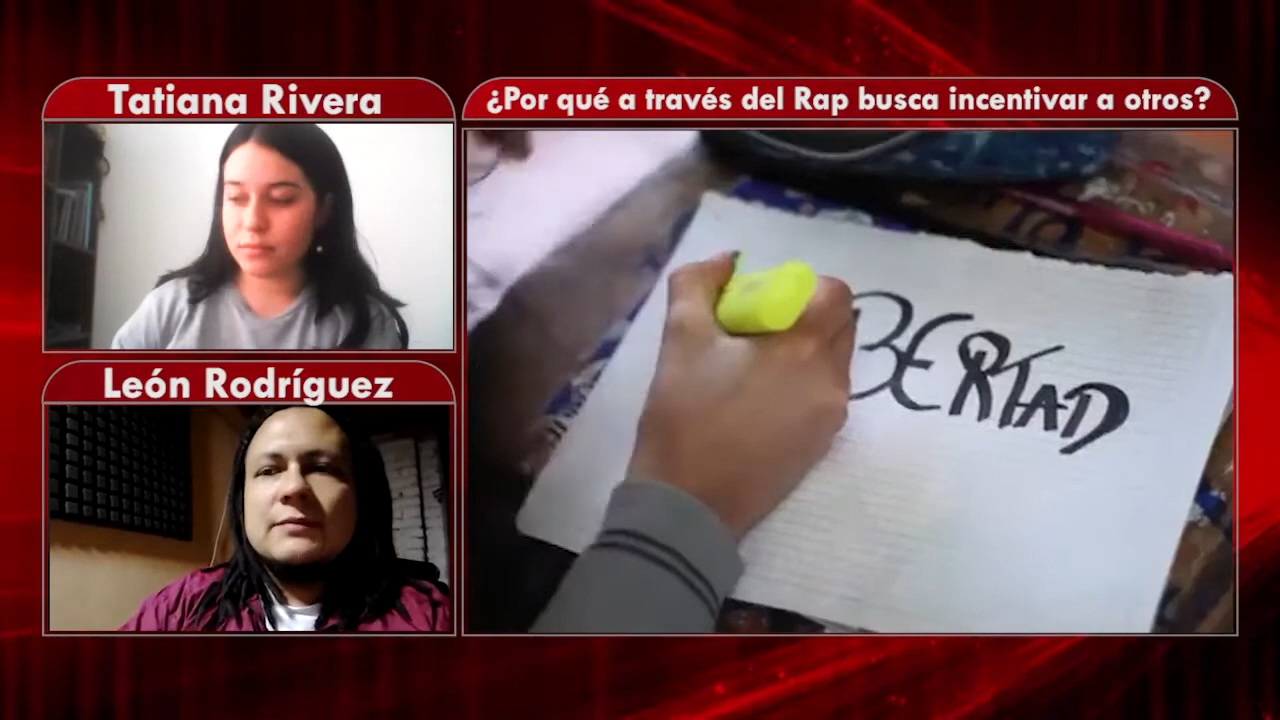 Tatiana Rivera
¿Por qué a través del Rap busca incentivar a otros?
León Rodríguez
BERTAD